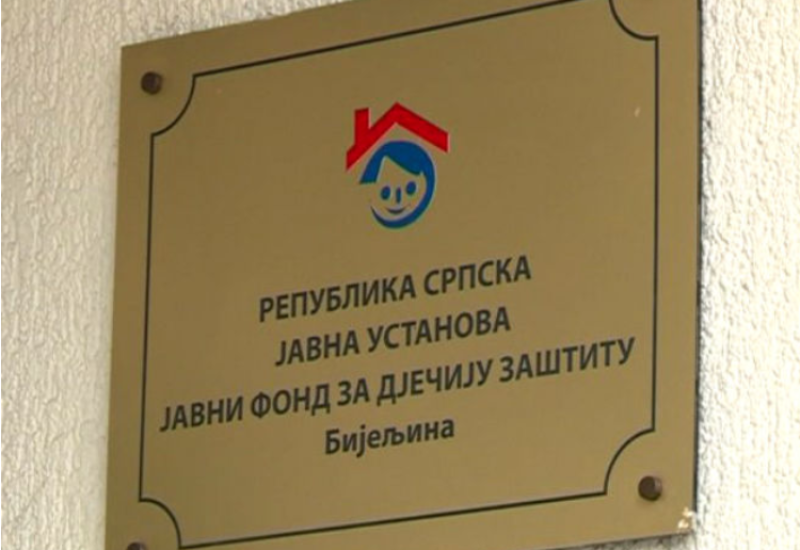 РЕПУБЛИКА СРПСКА
ЈАВНА УСТАНОВА
ЈАВНИ ФОНД ЗА ДЈЕЧИЈУ ЗАШТИТУ
Бијељина